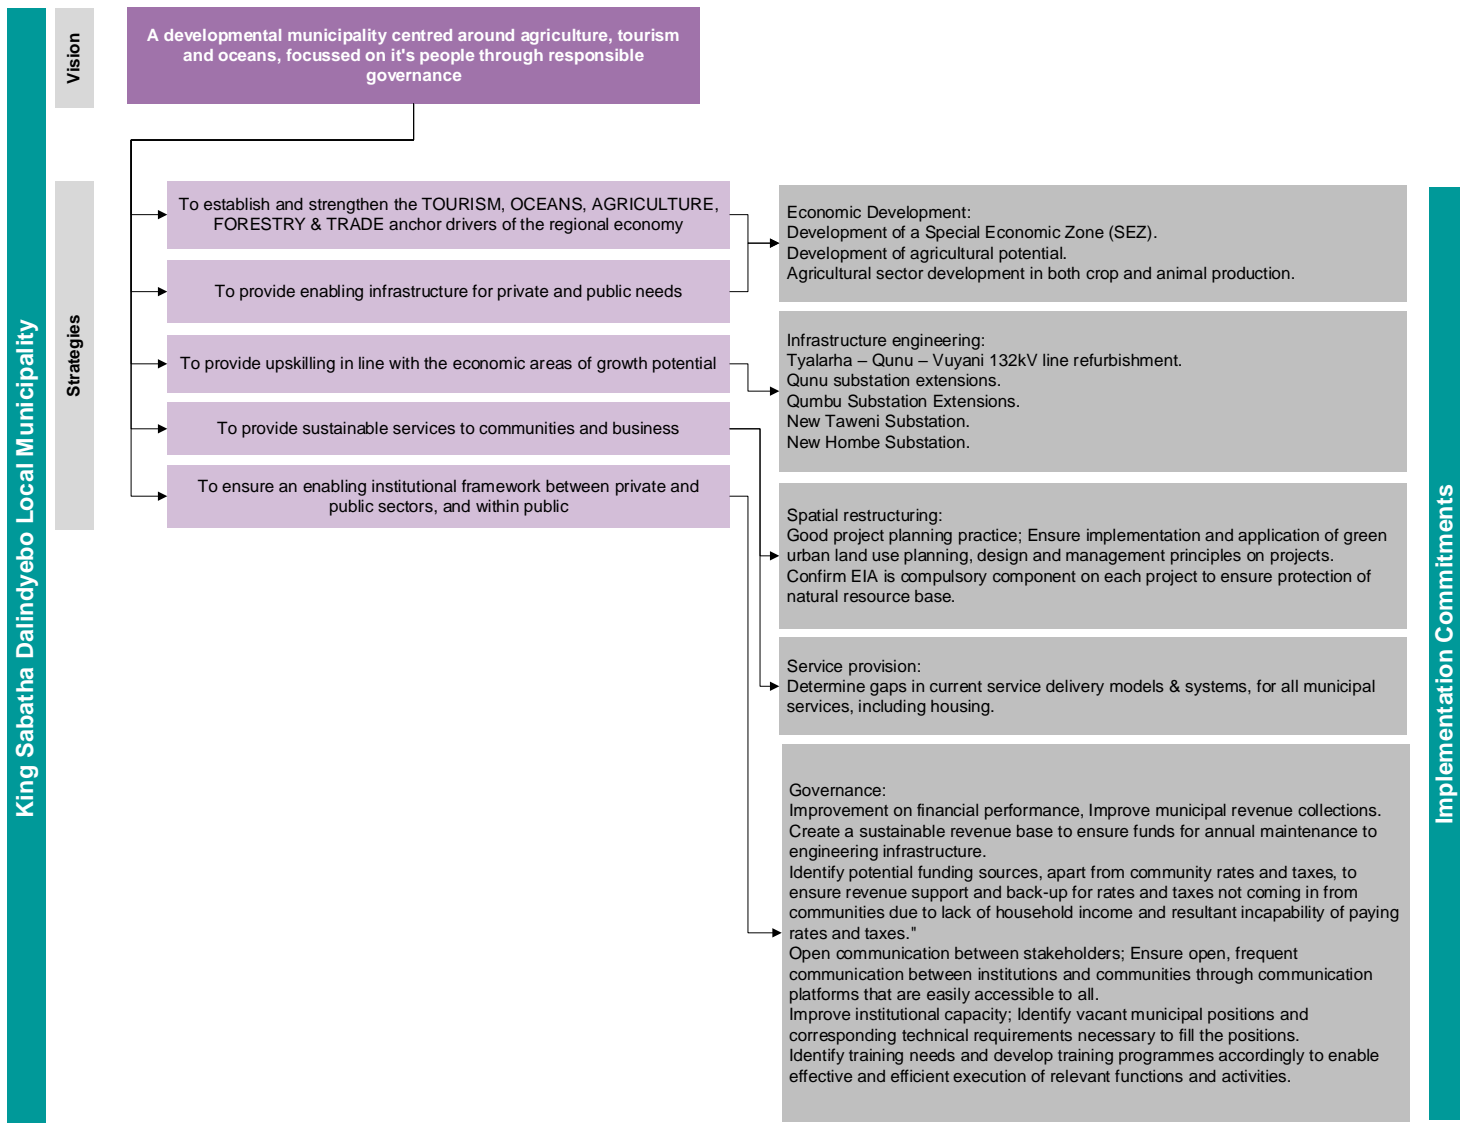 King Sabatha Dalindyebo Local Municipality
Vision
A developmental municipality centred around agriculture, tourism
and oceans, focussed on it's people through responsible
governance
Strategies
To establish and strengthen the TOURISM, OCEANS, AGRICULTURE,
FORESTRY & TRADE anchor drivers of the regional economy
To provide enabling infrastructure for private and public needs
To provide upskilling in line with the economic areas of growth potential
To provide sustainable services to communities and business
To ensure an enabling institutional framework between private and
public sectors, and within public
Economic Development:
Development of a Special Economic Zone (SEZ).
Development of agricultural potential.
Agricultural sector development in both crop and animal production.
Infrastructure engineering:
Tyalarha – Qunu – Vuyani 132kV line refurbishment.
Qunu substation extensions.
Qumbu Substation Extensions.
New Taweni Substation.
New Hombe Substation.
Spatial restructuring:
Good project planning practice; Ensure implementation and application of green
urban land use planning, design and management principles on projects.
Confirm EIA is compulsory component on each project to ensure protection of
natural resource base.
Service provision:
Determine gaps in current service delivery models & systems, for all municipal
services, including housing.
Governance:
Improvement on financial performance, Improve municipal revenue collections.
Create a sustainable revenue base to ensure funds for annual maintenance to
engineering infrastructure.
Identify potential funding sources, apart from community rates and taxes, to
ensure revenue support and back-up for rates and taxes not coming in from
communities due to lack of household income and resultant incapability of paying
rates and taxes."
Open communication between stakeholders; Ensure open, frequent
communication between institutions and communities through communication
platforms that are easily accessible to all.
Improve institutional capacity; Identify vacant municipal positions and
corresponding technical requirements necessary to fill the positions.
Identify training needs and develop training programmes accordingly to enable
effective and efficient execution of relevant functions and activities.
Implementation Commitments